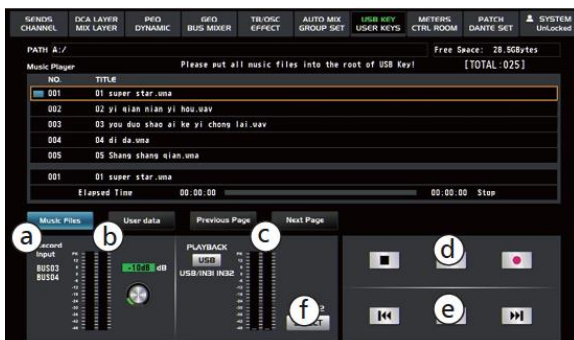 SENDS DCA LAYER PEQ GEQ TR/OSC AUTO MIX USB KEY METERS PATCH SYSTEM
CHANNEL MIX LAYER DYNAMIC BUS MIXER EFFECT GROUP SET USER KEYS CTRL ROOM DANTE SET UnLocked
PATH A:/ Free Space: 28.5GBytes
Music Player Please put all music files into the root of USB Key! [TOTAL:025]
NO. TITLE
001 01 super star.wma
002 02 yi qian nian yi hou.wav
003 03 you duo shao ai ke yi chong lai.wav
004 04 di da.wma
005 05 Shang shang qian.wma
001 01 super star.wma
Elapsed Time 00:00:00 00:00:00 Stop
Music Files User data Previous Page Next Page
a b c d
Record PLAYBACK
Input USB
BUS03 -10dB dB USB/IN31 IN32
BUS04
e
f